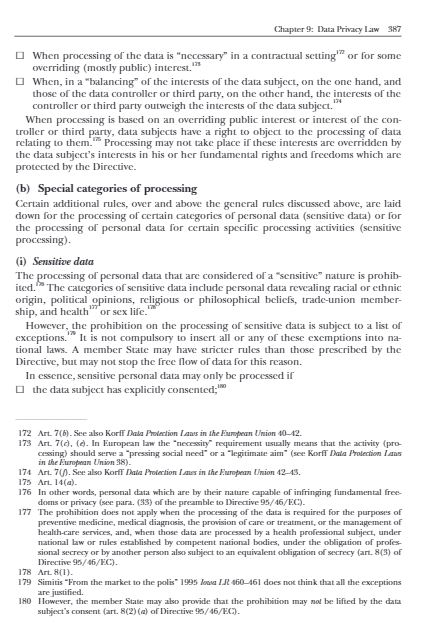 Chapter 9: Data Privacy Law 387
☐ When processing of the data is “necessary” in a contractual setting172 or for some
overriding (mostly public) interest.173
☐ When, in a “balancing” of the interests of the data subject, on the one hand, and
those of the data controller or third party, on the other hand, the interests of the
controller or third party outweigh the interests of the data subject.174
When processing is based on an overriding public interest or interest of the con-
troller or third party, data subjects have a right to object to the processing of data
relating to them.175 Processing may not take place if these interests are overridden by
the data subject’s interests in his or her fundamental rights and freedoms which are
protected by the Directive.
(b) Special categories of processing
Certain additional rules, over and above the general rules discussed above, are laid
down for the processing of certain categories of personal data (sensitive data) or for
the processing of personal data for certain specific processing activities (sensitive
processing).
(i) Sensitive data
The processing of personal data that are considered of a “sensitive” nature is prohib-
ited.176 The categories of sensitive data include personal data revealing racial or ethnic
origin, political opinions, religious or philosophical beliefs, trade-union member-
ship, and health177 or sex life.178
However, the prohibition on the processing of sensitive data is subject to a list of
exceptions.179 It is not compulsory to insert all or any of these exemptions into na-
tional laws. A member State may have stricter rules than those prescribed by the
Directive, but may not stop the free flow of data for this reason.
In essence, sensitive personal data may only be processed if
☐ the data subject has explicitly consented;180
172 Art. 7(b). See also Korff Data Protection Laws in the European Union 40–42.
173 Art. 7(c), (e). In European law the “necessity” requirement usually means that the activity (pro-
cessing) should serve a “pressing social need” or a “legitimate aim” (see Korff Data Protection Laws
in the European Union 38).
174 Art. 7(f). See also Korff Data Protection Laws in the European Union 42–43.
175 Art. 14(a).
176 In other words, personal data which are by their nature capable of infringing fundamental free-
doms or privacy (see para. (33) of the preamble to Directive 95/46/EC).
177 The prohibition does not apply when the processing of the data is required for the purposes of
preventive medicine, medical diagnosis, the provision of care or treatment, or the management of
health-care services, and, when those data are processed by a health professional subject, under
national law or rules established by competent national bodies, under the obligation of profes-
sional secrecy or by another person also subject to an equivalent obligation of secrecy (art. 8(3) of
Directive 95/46/EC).
178 Art. 8(1).
179 Simitis “From the market to the polis” 1995 Iowa LR 460–461 does not think that all the exceptions
are justified.
180 However, the member State may also provide that the prohibition may not be lifted by the data
subject’s consent (art. 8(2)(a) of Directive 95/46/EC).